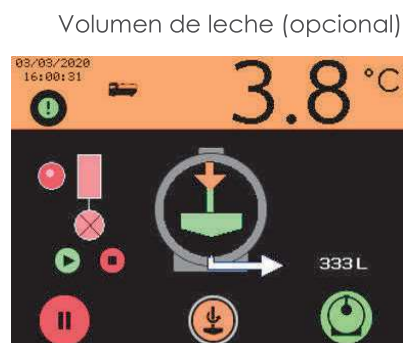 Volumen de leche (opcional)
03/03/2020
16:00:31
3.8 °C
333L